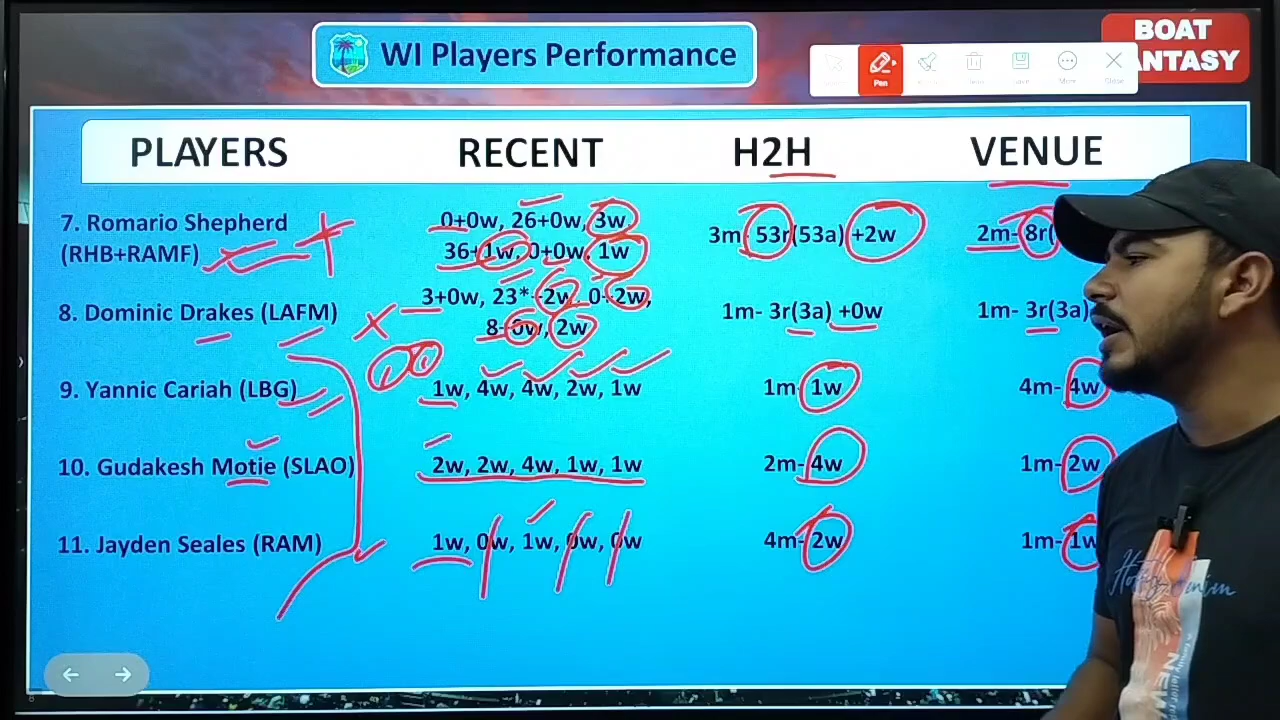 WI Players Performance
BOAT
ANTASY
Pen
PLAYERS RECENT H2H VENUE
7. Romario Shepherd 0+0w, 26+0w, 3w
(RHB+RAMF) 36+1w, 0+0w, 1w 3m- 53r(53a) +2w 2m- 8r(
8. Dominic Drakes (LAFM) 3+0w, 23*+2w, 0+2w,
8-0w, 2w 1m- 3r(3a) +0w 1m- 3r(3a)
9. Yannic Cariah (LBG) 1w, 4w, 4w, 2w, 1w 1m- 1w 4m- 4w
10. Gudakesh Motie (SLAO) 2w, 2w, 4w, 1w, 1w 2m- 4w 1m- 2w
11. Jayden Seales (RAM) 1w, 0w, 1w, 0w, 0w 4m- 2w 1m- 1w